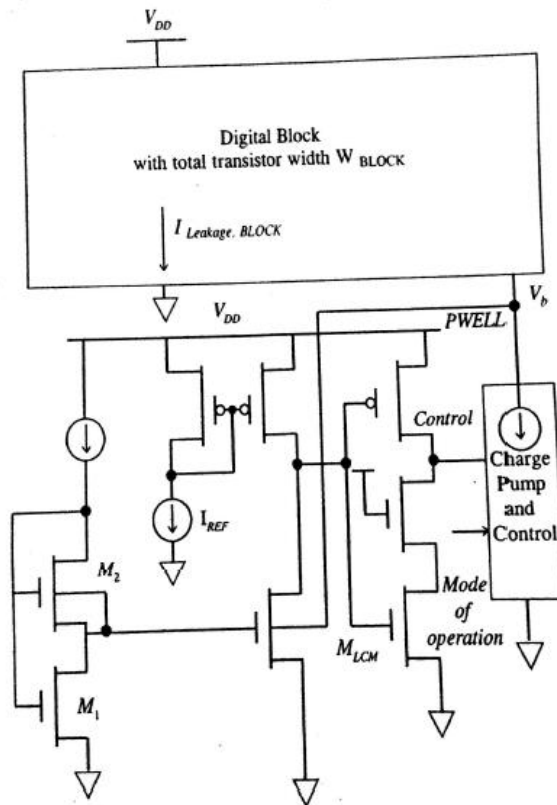 V_DD
Digital Block
with total transistor width W_BLOCK
I_Leakage. BLOCK
V_b
V_DD
PWELL
Control
Charge
Pump
and
Control
I_REF
M_2
Mode
of
operation
M_LCM
M_1